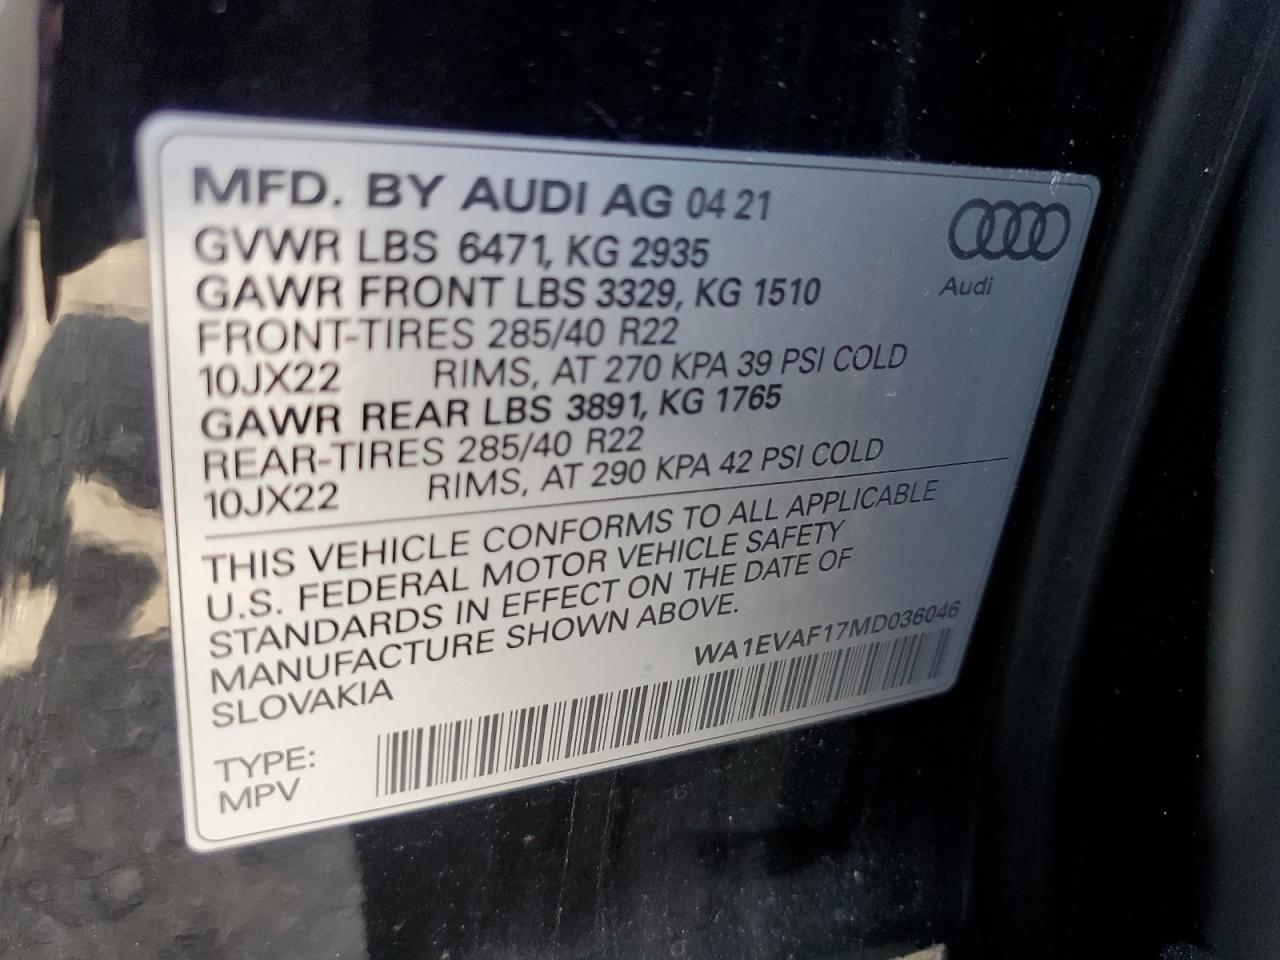 MFD. BY AUDI AG 04 21
GVWR LBS 6471, KG 2935
GAWR FRONT LBS 3329, KG 1510
FRONT-TIRES 285/40 R22
10JX22 RIMS, AT 270 KPA 39 PSI COLD
GAWR REAR LBS 3891, KG 1765
REAR-TIRES 285/40 R22
10JX22 RIMS, AT 290 KPA 42 PSI COLD
Audi
THIS VEHICLE CONFORMS TO ALL APPLICABLE
U.S. FEDERAL MOTOR VEHICLE SAFETY
STANDARDS IN EFFECT ON THE DATE OF
MANUFACTURE SHOWN ABOVE.
SLOVAKIA
WA1EVAF17MD036046
TYPE:
MPV